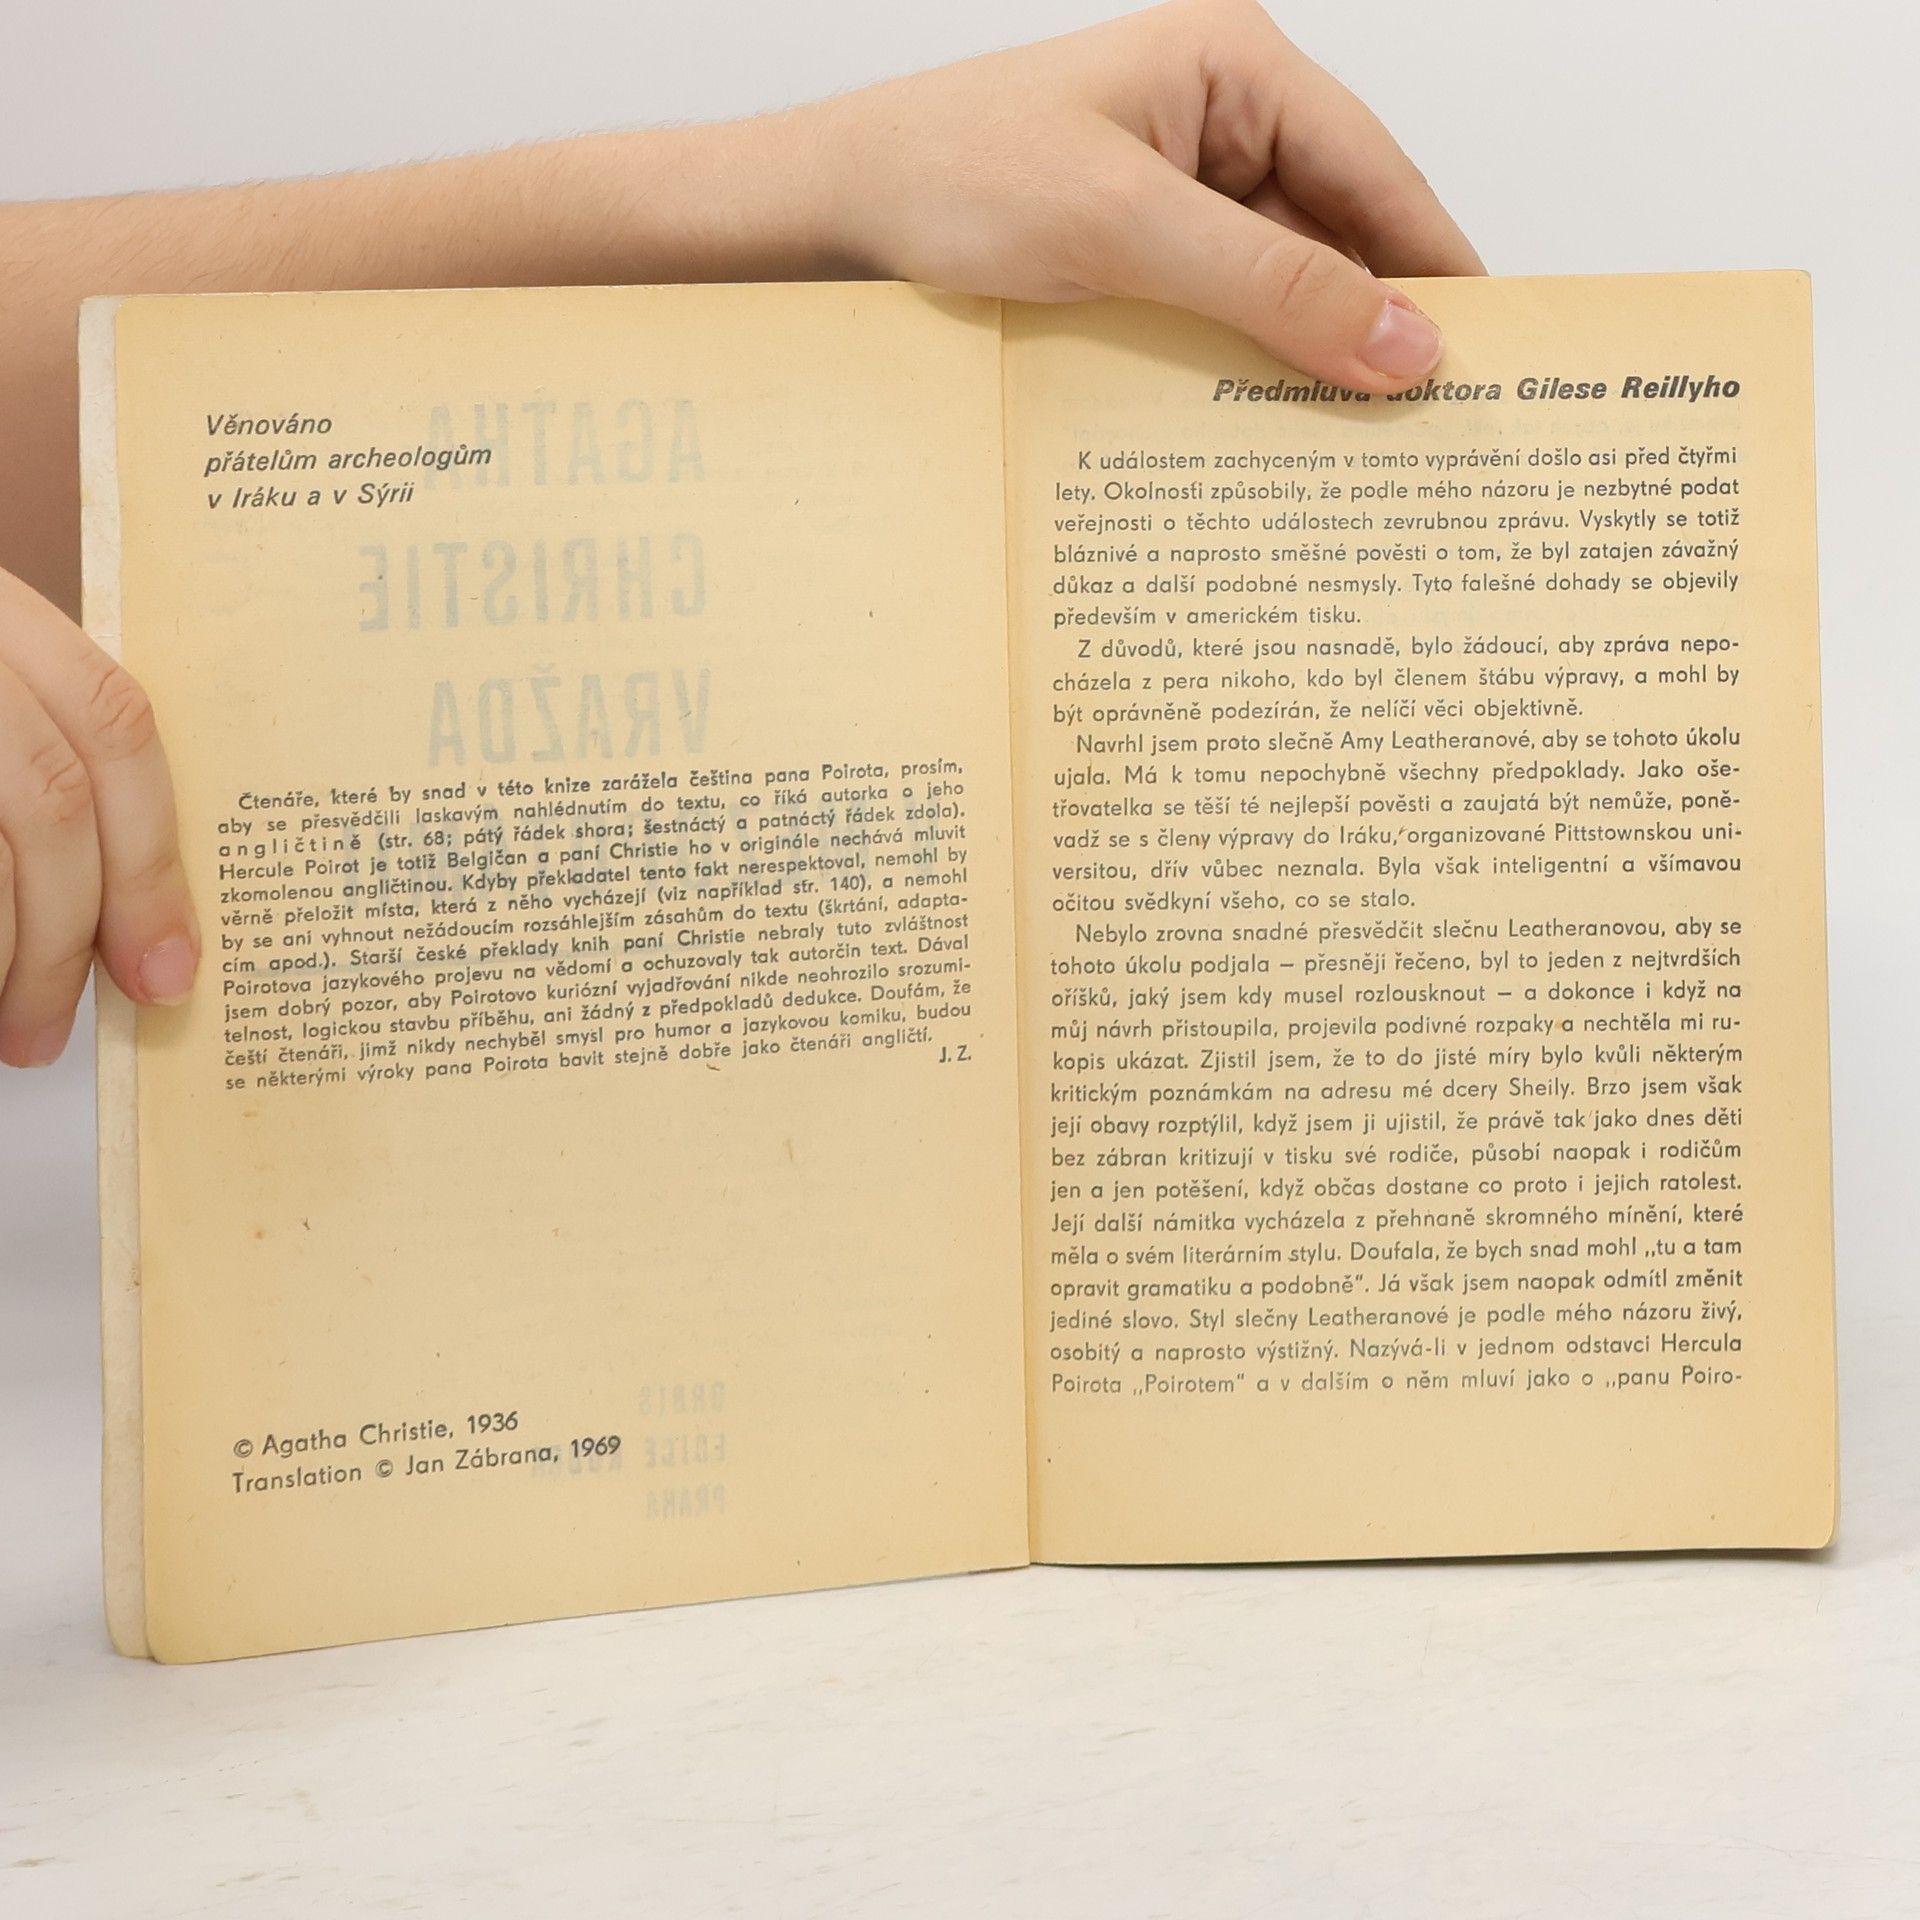 Věnováno
přátelům archeologům
v Iráku a v Sýrii
Čtenáře, které by snad v této knize zarážela čeština pana Poirota, prosím,
aby se přesvědčili laskavým nahlédnutím do textu, co říká autorka o jeho
angličtině (str. 68; pátý řádek shora; šestnáctý a patnáctý řádek zdola).
Hercule Poirot je totiž Belgičan a paní Christie ho v originále nechává mluvit
zkomolenou angličtinou. Kdyby překladatel tento fakt nerespektoval, nemohl by
věrně přeložit místa, která z něho vycházejí (viz například str. 140), a nemohl
by se ani vyhnout nežádoucím rozsáhlejším zásahům do textu (škrtání, adapta-
cím apod.). Starší české překlady knih paní Christie nebraly tuto zvláštnost
Poirotova jazykového projevu na vědomí a ochuzovaly tak autorčin text. Dával
jsem dobrý pozor, aby Poirotovo kuriózní vyjadřování nikde neohrozilo srozumi-
telnost, logickou stavbu příběhu, ani žádný z předpokladů dedukce. Doufám, že
čeští čtenáři, jimž nikdy nechyběl smysl pro humor a jazykovou komiku, budou
se některými výroky pana Poirota bavit stejně dobře jako čtenáři angličtí.
J. Z.
© Agatha Christie, 1936
Translation © Jan Zábrana, 1969
Předmluva doktora Gilese Reillyho
K událostem zachyceným v tomto vyprávění došlo asi před čtyřmi
lety. Okolnosti způsobily, že podle mého názoru je nezbytné podat
veřejnosti o těchto událostech zevrubnou zprávu. Vyskytly se totiž
bláznivé a naprosto směšné pověsti o tom, že byl zatajen závažný
důkaz a další podobné nesmysly. Tyto falešné dohady se objevily
především v americkém tisku.
Z důvodů, které jsou nasnadě, bylo žádoucí, aby zpráva nepo-
cházela z pera nikoho, kdo byl členem štábu výpravy, a mohl by
být oprávněně podezírán, že nelíčí věci objektivně.
Navrhl jsem proto slečně Amy Leatheranové, aby se tohoto úkolu
ujala. Má k tomu nepochybně všechny předpoklady. Jako oše-
třovatelka se těší té nejlepší pověsti a zaujatá být nemůže, poně-
vadž se s členy výpravy do Iráku, organizované Pittstownskou uni-
versitou, dřív vůbec neznala. Byla však inteligentní a všímavou
očitou svědkyní všeho, co se stalo.
Nebylo zrovna snadné přesvědčit slečnu Leatheranovou, aby se
tohoto úkolu podjala – přesněji řečeno, byl to jeden z nejtvrdších
oříšků, jaký jsem kdy musel rozlousknout – a dokonce i když na
můj návrh přistoupila, projevila podivné rozpaky a nechtěla mi ru-
kopis ukázat. Zjistil jsem, že to do jisté míry bylo kvůli některým
kritickým poznámkám na adresu mé dcery Sheily. Brzo jsem však
její obavy rozptýlil, když jsem ji ujistil, že právě tak jako dnes děti
bez zábran kritizují v tisku své rodiče, působí naopak i rodičům
jen a jen potěšení, když občas dostane co proto i jejich ratolest.
Její další námitka vycházela z přehnaně skromného mínění, které
měla o svém literárním stylu. Doufala, že bych snad mohl „tu a tam
opravit gramatiku a podobně“. Já však jsem naopak odmítl změnit
jediné slovo. Styl slečny Leatheranové je podle mého názoru živý,
osobitý a naprosto výstižný. Nazývá-li v jednom odstavci Hercula
Poirota „Poirotem“ a v dalším o něm mluví jako o „panu Poiro-